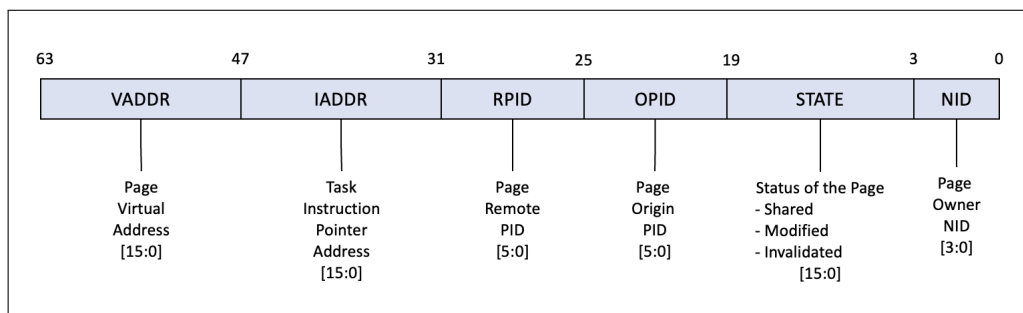 63 47 31 25 19 3 0
VADDR IADDR RPID OPID STATE NID
Page
Virtual
Address
[15:0]
Task
Instruction
Pointer
Address
[15:0]
Page
Remote
PID
[5:0]
Page
Origin
PID
[5:0]
Status of the Page
- Shared
- Modified
- Invalidated
[15:0]
Page
Owner
NID
[3:0]